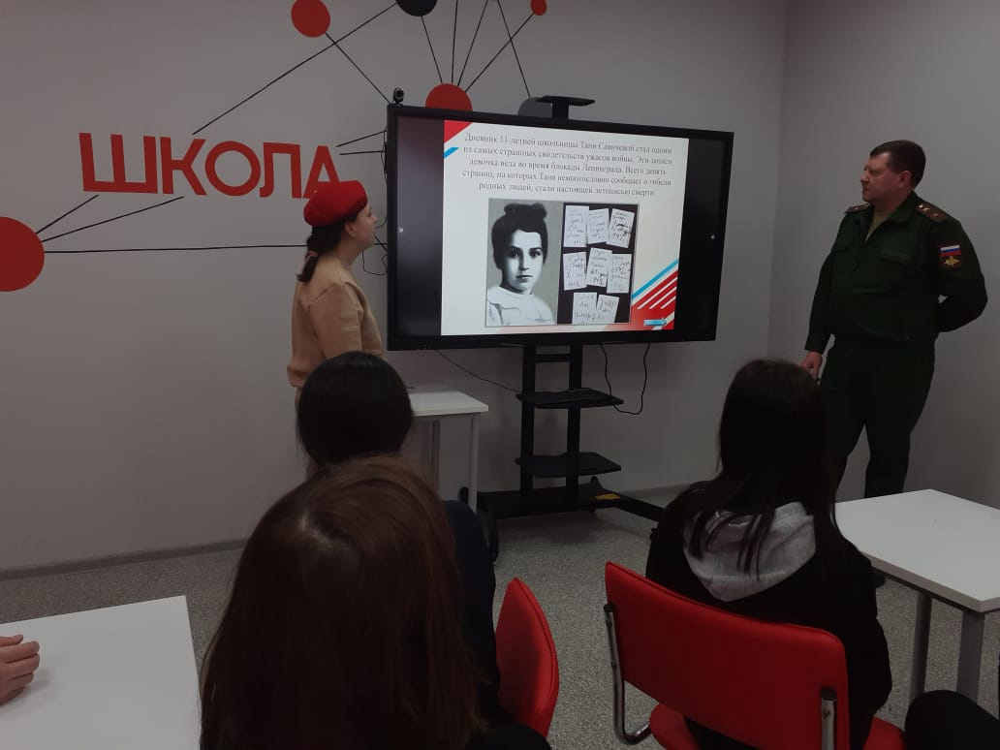 ШКОЛА
Дневник 11-летней школьницы Тани Савичевой стал одним
из самых страшных свидетельств ужасов войны. Эти записи
девочка вела во время блокады Ленинграда. Всего девять
страниц, на которых Таня немногословно сообщает о гибели
родных людей, стали настоящей летописью смерти